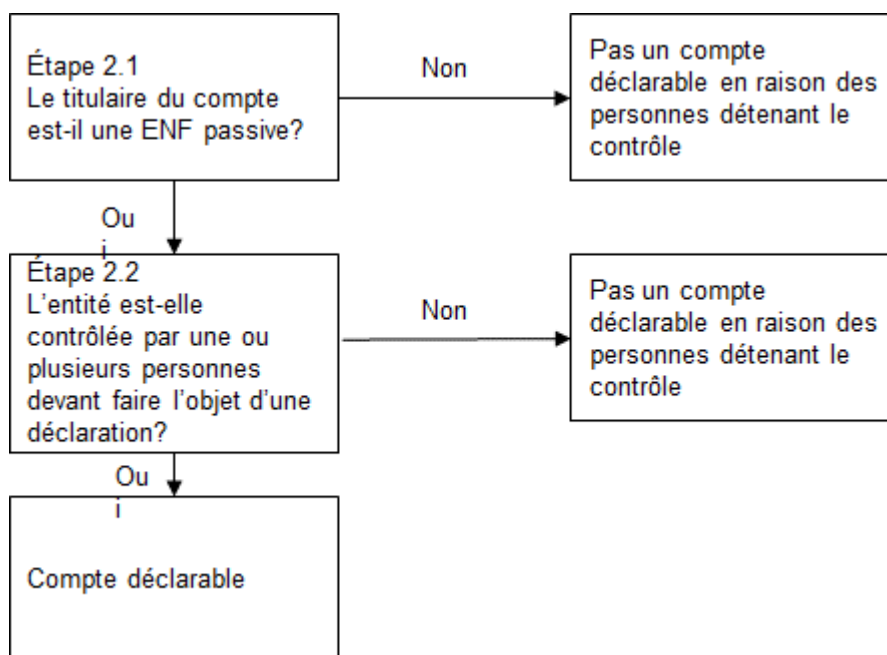 Étape 2.1
Le titulaire du compte
est-il une ENF passive?
Non
Pas un compte
déclarable en raison des
personnes détenant le
contrôle
Ou
i
Étape 2.2
L'entité est-elle
contrôlée par une ou
plusieurs personnes
devant faire l'objet d'une
déclaration?
Non
Pas un compte
déclarable en raison des
personnes détenant le
contrôle
Ou
i
Compte déclarable